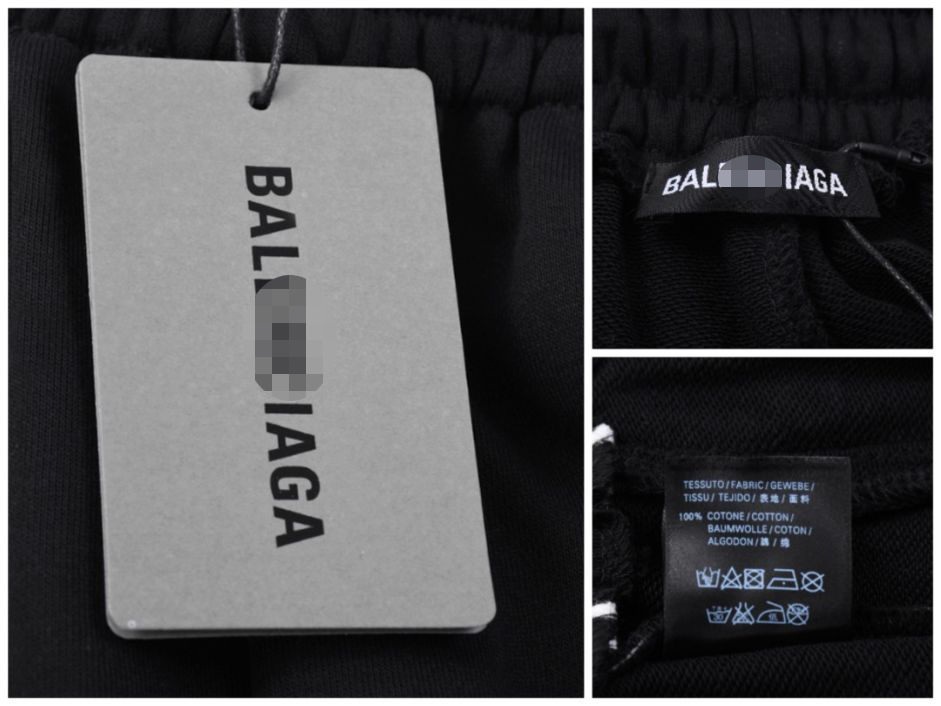 BAL IAGA
BAL IAGA
TESSUTO / FABRIC / GEWEBE /
TISSU / TEJIDO / 表地 / 面料
100% COTONE / COTTON /
BAUMWOLLE / COTON /
ALGODON / 綿 / 棉